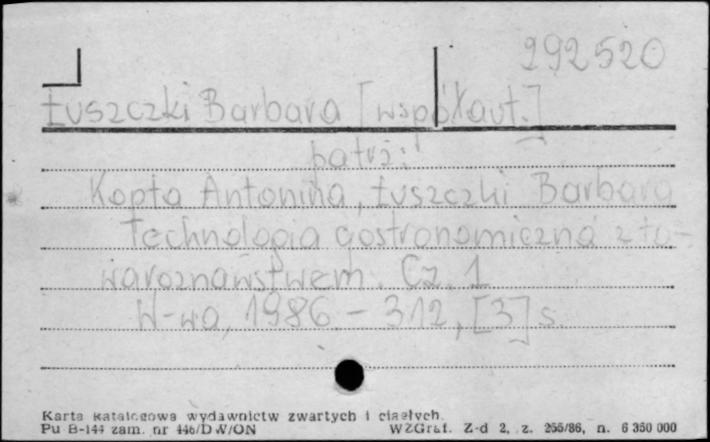 292520
Łuszczki Barbara [współaut.]
patrz:
Kopta Antonina, Łuszczki Barbara
Technologia gastronomiczna z to-
waroznawstwem. Cz. 1
W-wa, 1986. - 312, [3] s.
Karta katalogowa wydawnictw zwartych i ciągłych.
Pu B-144 zam. nr 446/DW/ON WZGraf. Z-d 2, z. 255/86, n. 6 350 000